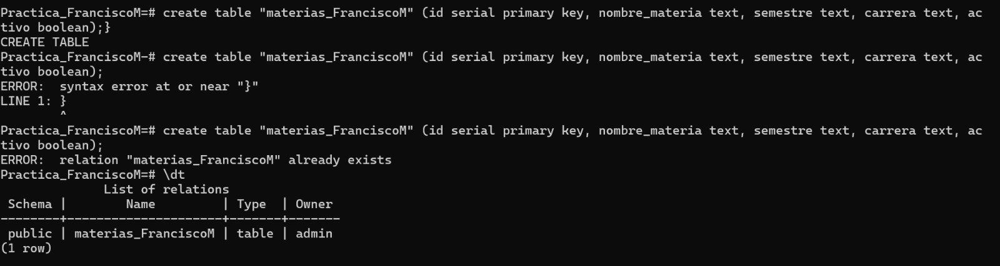 Practica_FranciscoM=# create table "materias_FranciscoM" (id serial primary key, nombre_materia text, semestre text, carrera text, ac
tivo boolean);}
CREATE TABLE
Practica_FranciscoM-# create table "materias_FranciscoM" (id serial primary key, nombre_materia text, semestre text, carrera text, ac
tivo boolean);
ERROR:  syntax error at or near "}"
LINE 1: }
        ^
Practica_FranciscoM=# create table "materias_FranciscoM" (id serial primary key, nombre_materia text, semestre text, carrera text, ac
tivo boolean);
ERROR:  relation "materias_FranciscoM" already exists
Practica_FranciscoM=# \dt
              List of relations
 Schema |        Name         | Type  | Owner
--------+---------------------+-------+-------
 public | materias_FranciscoM | table | admin
(1 row)